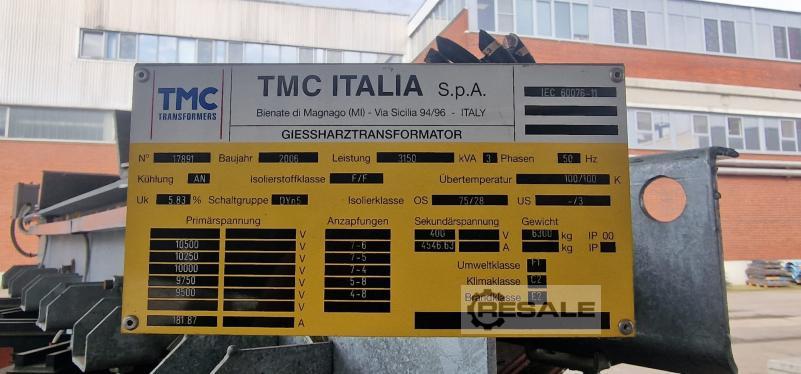 TMC
TRANSFORMERS
TMC ITALIA S.p.A.
Bienate di Magnago (MI) - Via Sicilia 94/96 - ITALY
GIESSHARZTRANSFORMATOR
IEC 60076-11
N° 17891 Baujahr 2006 Leistung 3150 kVA 3 Phasen 50 Hz
Kühlung AN Isolierstoffklasse F/F Übertemperatur 100/100 K
Uk 5.83 % Schaltgruppe DYn5 Isolierklasse OS 75/28 US -/3
Primärspannung Anzapfungen Sekundärspannung Gewicht
V 400 V 6300 kg IP 00
10500 V 7-6 4546.63 A kg IP
10250 V 7-5
10000 V 7-4
9750 V 5-8
9500 V 4-8
V
181.87 A
Umweltklasse
Klimaklasse C2
Brandklasse
RESALE